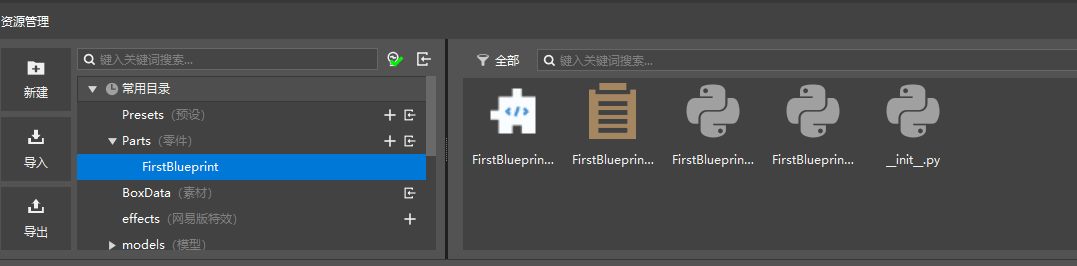 资源管理
新建
导入
导出
键入关键词搜索...
常用目录
Presets (预设)
Parts (零件)
FirstBlueprint
BoxData (素材)
effects (网易版特效)
models (模型)
全部
键入关键词搜索...
FirstBlueprin...
FirstBlueprin...
FirstBlueprin...
FirstBlueprin...
__init__.py